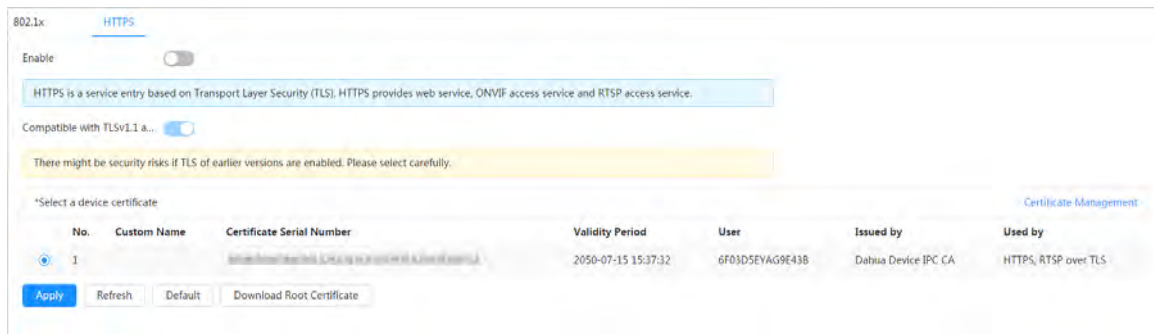 802.1x HTTPS
Enable
HTTPS is a service entry based on Transport Layer Security (TLS). HTTPS provides web service, ONVIF access service and RTSP access service.
Compatible with TLSv1.1 a...
There might be security risks if TLS of earlier versions are enabled. Please select carefully.
*Select a device certificate Certificate Management
No. Custom Name Certificate Serial Number Validity Period User Issued by Used by
1 2050-07-15 15:37:32 6F03D5EYAG9E43B Dahua Device IPC CA HTTPS, RTSP over TLS
Apply Refresh Default Download Root Certificate